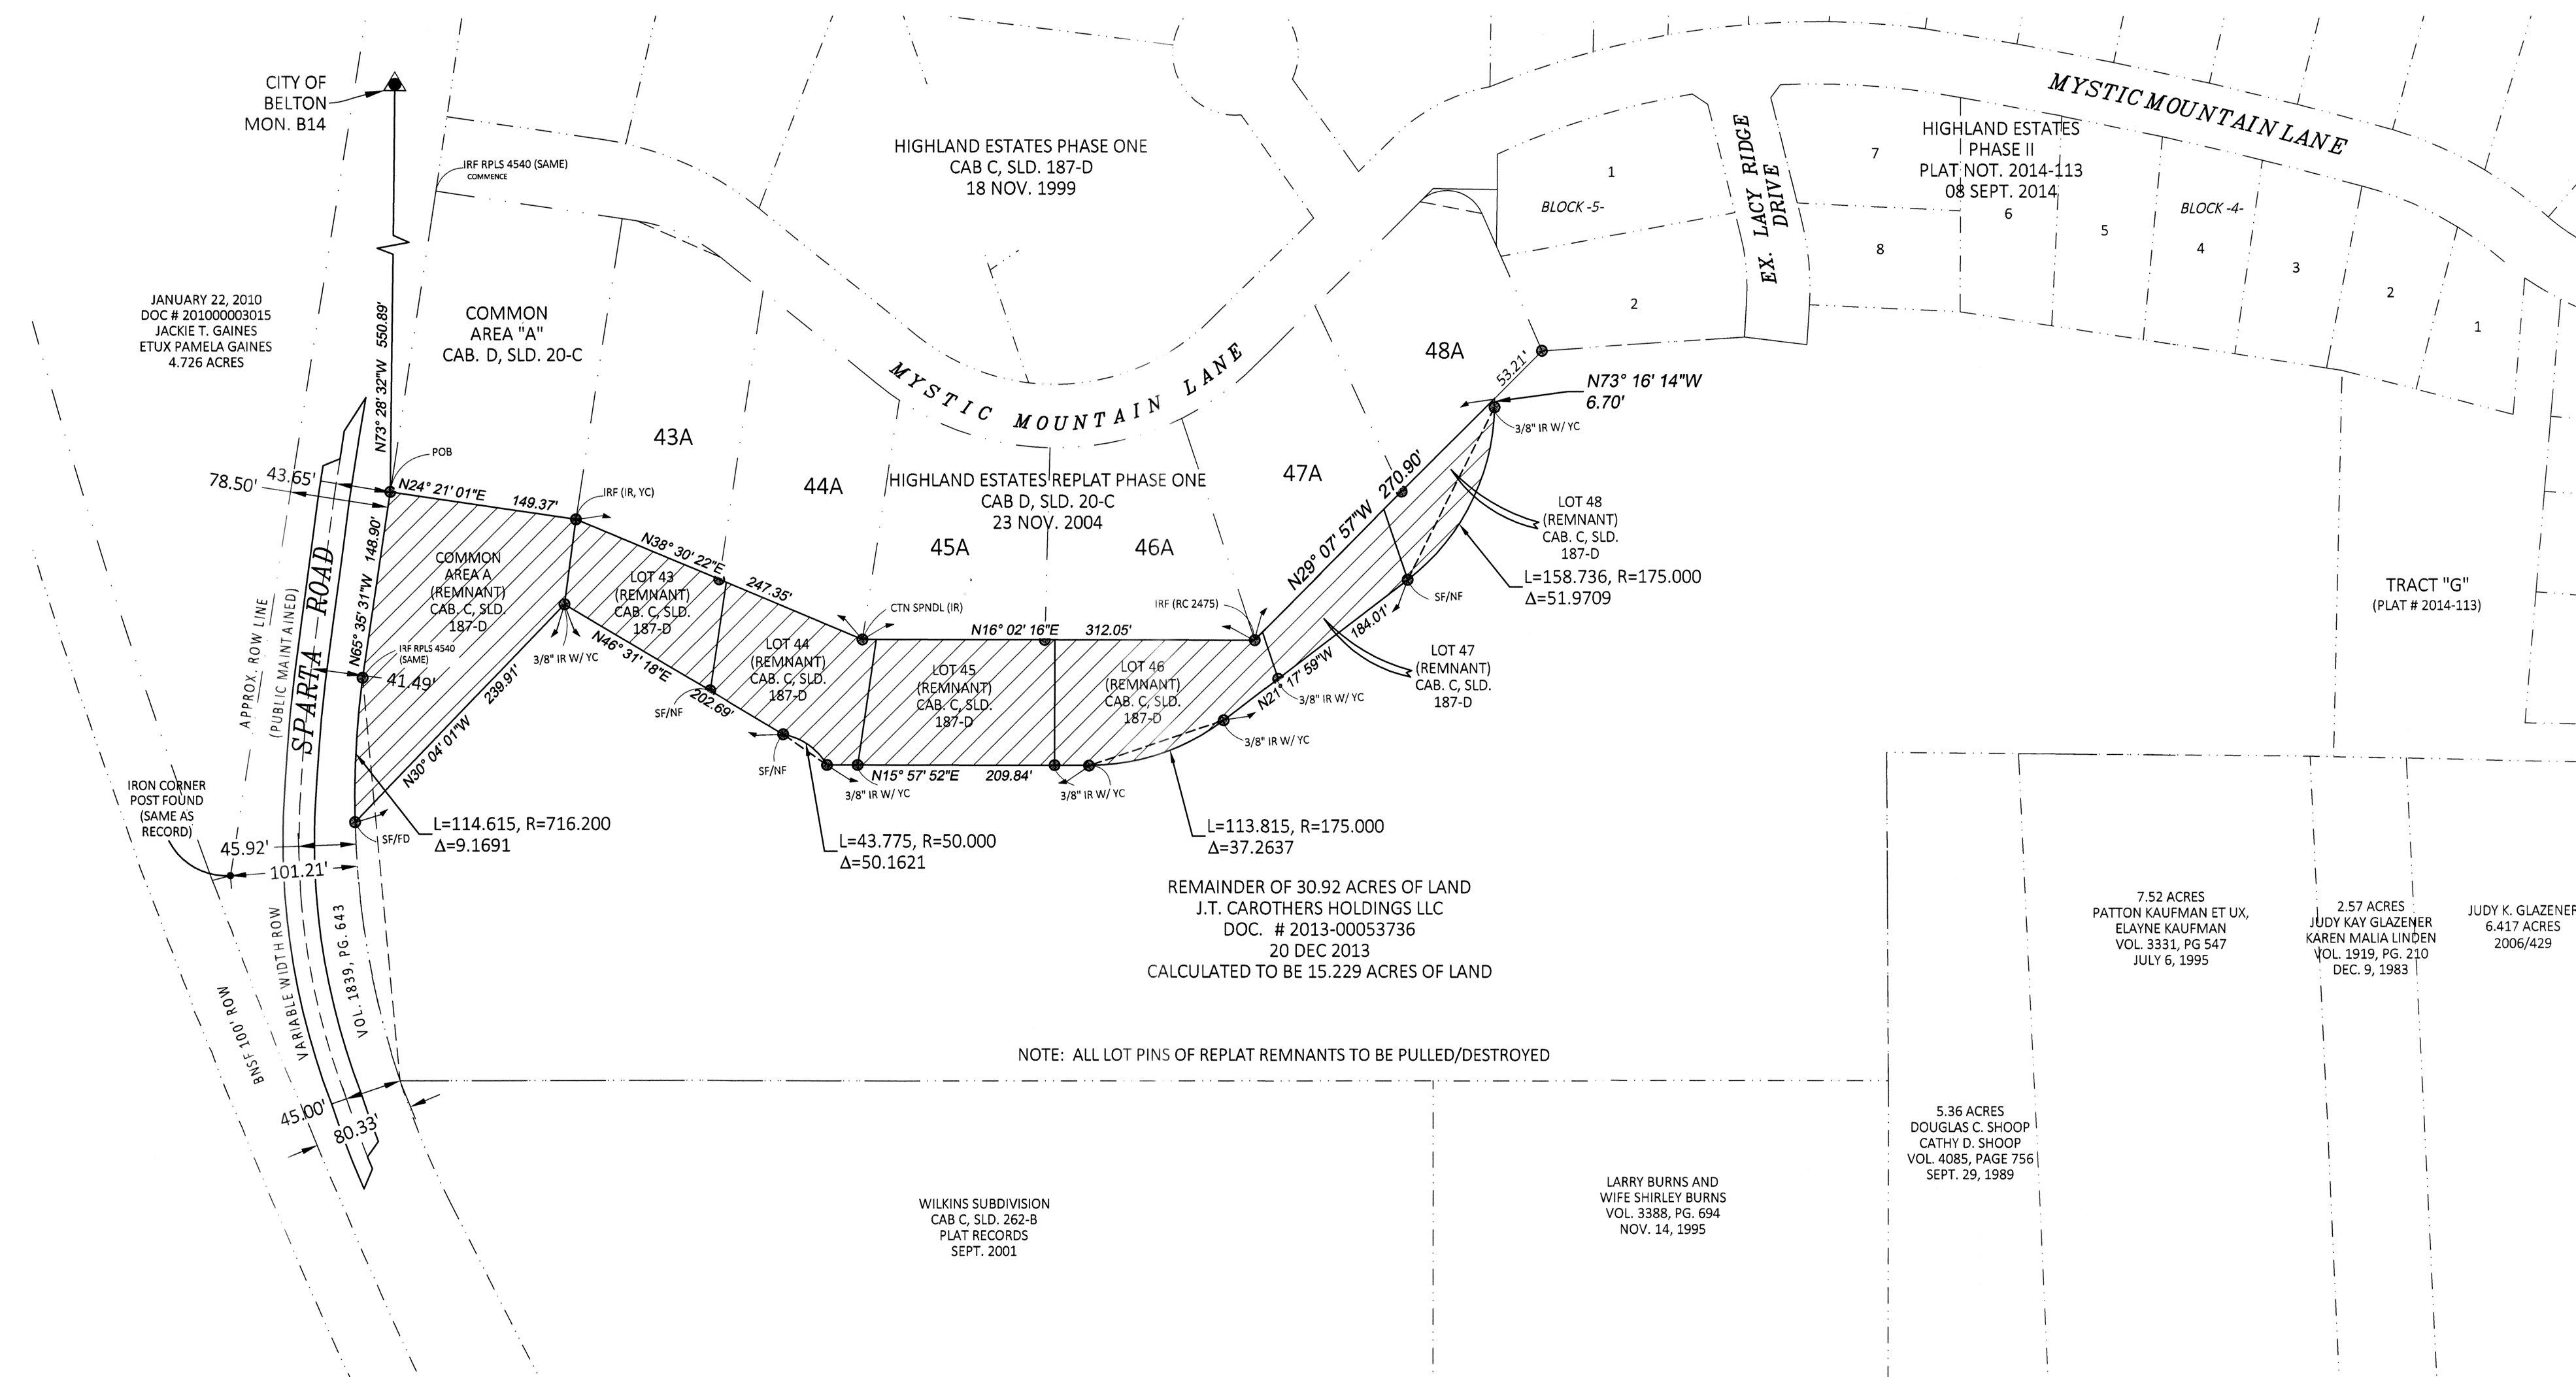 CITY OF
BELTON
MON. B14
IRF RPLS 4540 (SAME)
COMMENCE
HIGHLAND ESTATES PHASE ONE
CAB C, SLD. 187-D
18 NOV. 1999
MYSTIC MOUNTAIN LANE
HIGHLAND ESTATES
PHASE II
PLAT NOT. 2014-113
08 SEPT. 2014
EX. LACY RIDGE
DRIVE
BLOCK -5-
1
2
7
8
6
5
BLOCK -4-
4
3
2
1
JANUARY 22, 2010
DOC # 201000003015
JACKIE T. GAINES
ETUX PAMELA GAINES
4.726 ACRES
N73° 28' 32"W 550.89'
COMMON
AREA "A"
CAB. D, SLD. 20-C
MYSTIC MOUNTAIN LANE
43A
44A
45A
46A
47A
48A
HIGHLAND ESTATES REPLAT PHASE ONE
CAB D, SLD. 20-C
23 NOV. 2004
53.21'
N73° 16' 14"W
6.70'
3/8" IR W/ YC
POB
78.50'
43.65'
N24° 21' 01"E 149.37'
IRF (IR, YC)
N38° 30' 22"E 247.35'
N65° 35' 31"W 148.90'
COMMON
AREA A
(REMNANT)
CAB. C, SLD.
187-D
LOT 43
(REMNANT)
CAB. C, SLD.
187-D
LOT 44
(REMNANT)
CAB. C, SLD.
187-D
LOT 45
(REMNANT)
CAB. C, SLD.
187-D
LOT 46
(REMNANT)
CAB. C, SLD.
187-D
LOT 47
(REMNANT)
CAB. C, SLD.
187-D
LOT 48
(REMNANT)
CAB. C, SLD.
187-D
CTN SPNDL (IR)
N16° 02' 16"E 312.05'
IRF (RC 2475)
N29° 07' 57"W 270.90'
L=158.736, R=175.000
Δ=51.9709
SF/NF
184.01'
N21° 17' 59"W
3/8" IR W/ YC
3/8" IR W/ YC
IRF RPLS 4540
(SAME)
41.49'
3/8" IR W/ YC
N46° 31' 18"E
202.69'
SF/NF
SF/NF
N30° 04' 01"W 239.91'
N15° 57' 52"E 209.84'
3/8" IR W/ YC
3/8" IR W/ YC
APPROX. ROW LINE
(PUBLIC MAINTAINED)
SPARTA ROAD
IRON CORNER
POST FOUND
(SAME AS
RECORD)
SF/FD
45.92'
101.21'
L=114.615, R=716.200
Δ=9.1691
L=43.775, R=50.000
Δ=50.1621
L=113.815, R=175.000
Δ=37.2637
REMAINDER OF 30.92 ACRES OF LAND
J.T. CAROTHERS HOLDINGS LLC
DOC. # 2013-00053736
20 DEC 2013
CALCULATED TO BE 15.229 ACRES OF LAND
NOTE: ALL LOT PINS OF REPLAT REMNANTS TO BE PULLED/DESTROYED
TRACT "G"
(PLAT # 2014-113)
BNSF 100' ROW
VARIABLE WIDTH ROW
VOL. 1839, PG. 643
45.00'
80.33'
7.52 ACRES
PATTON KAUFMAN ET UX,
ELAYNE KAUFMAN
VOL. 3331, PG 547
JULY 6, 1995
2.57 ACRES
JUDY KAY GLAZENER
KAREN MALIA LINDEN
VOL. 1919, PG. 210
DEC. 9, 1983
JUDY K. GLAZENER
6.417 ACRES
2006/429
5.36 ACRES
DOUGLAS C. SHOOP
CATHY D. SHOOP
VOL. 4085, PAGE 756
SEPT. 29, 1989
WILKINS SUBDIVISION
CAB C, SLD. 262-B
PLAT RECORDS
SEPT. 2001
LARRY BURNS AND
WIFE SHIRLEY BURNS
VOL. 3388, PG. 694
NOV. 14, 1995